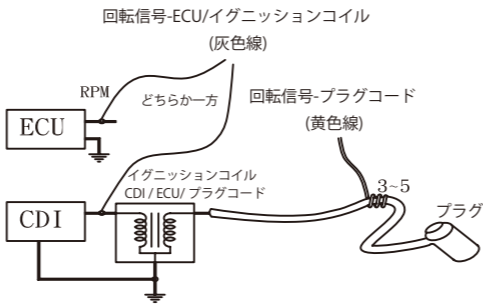 回転信号-ECU/イグニッションコイル
(灰色線)
RPM
どちらか一方
回転信号-プラグコード
(黄色線)
ECU
イグニッションコイル
CDI / ECU/ プラグコード
3~5
CDI
プラグ